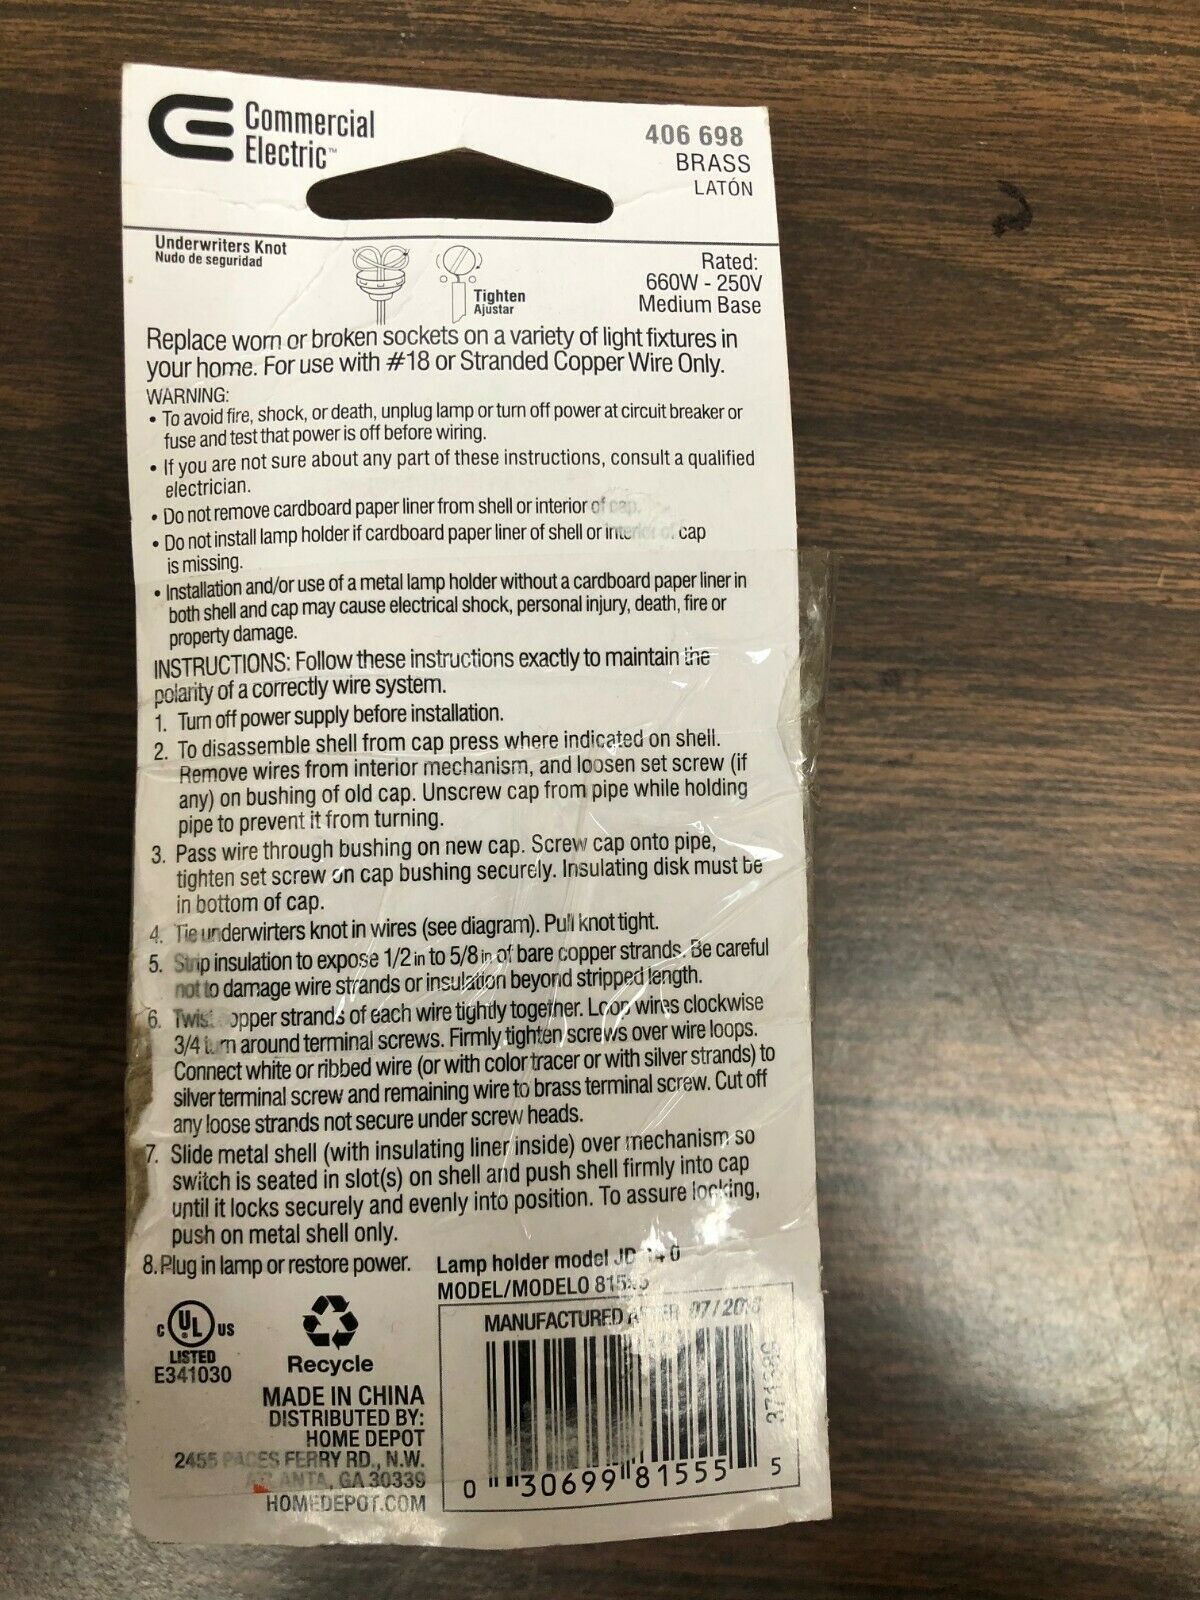 Commercial
Electric™
406 698
BRASS
LATÓN
Underwriters Knot
Nudo de seguridad
Tighten
Ajustar
Rated:
660W - 250V
Medium Base
Replace worn or broken sockets on a variety of light fixtures in
your home. For use with #18 or Stranded Copper Wire Only.
WARNING:
• To avoid fire, shock, or death, unplug lamp or turn off power at circuit breaker or
fuse and test that power is off before wiring.
• If you are not sure about any part of these instructions, consult a qualified
electrician.
• Do not remove cardboard paper liner from shell or interior of cap.
• Do not install lamp holder if cardboard paper liner of shell or interior of cap
is missing.
• Installation and/or use of a metal lamp holder without a cardboard paper liner in
both shell and cap may cause electrical shock, personal injury, death, fire or
property damage.
INSTRUCTIONS: Follow these instructions exactly to maintain the
polarity of a correctly wire system.
1. Turn off power supply before installation.
2. To disassemble shell from cap press where indicated on shell.
Remove wires from interior mechanism, and loosen set screw (if
any) on bushing of old cap. Unscrew cap from pipe while holding
pipe to prevent it from turning.
3. Pass wire through bushing on new cap. Screw cap onto pipe,
tighten set screw on cap bushing securely. Insulating disk must be
in bottom of cap.
4. Tie underwirters knot in wires (see diagram). Pull knot tight.
5. Strip insulation to expose 1/2 in to 5/8 in of bare copper strands. Be careful
not to damage wire strands or insulation beyond stripped length.
6. Twist copper strands of each wire tightly together. Loop wires clockwise
3/4 turn around terminal screws. Firmly tighten screws over wire loops.
Connect white or ribbed wire (or with color tracer or with silver strands) to
silver terminal screw and remaining wire to brass terminal screw. Cut off
any loose strands not secure under screw heads.
7. Slide metal shell (with insulating liner inside) over mechanism so
switch is seated in slot(s) on shell and push shell firmly into cap
until it locks securely and evenly into position. To assure locking,
push on metal shell only.
8. Plug in lamp or restore power.
Lamp holder model
MODEL/MODELO
MANUFACTURED AFTER
C UL US
LISTED
E341030
Recycle
MADE IN CHINA
DISTRIBUTED BY:
HOME DEPOT
2455 PACES FERRY RD., N.W.
ATLANTA, GA 30339
HOMEDEPOT.COM
0 30699 81555 5